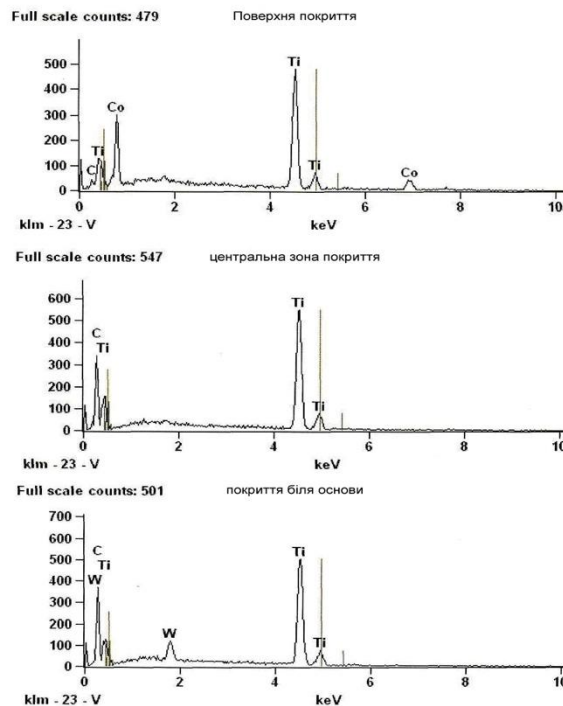 Full scale counts: 479 Поверхня покриття
500
400
300
200
100
0
C
Ti
Co
Ti
Ti
Co
0 2 4 6 8 10
klm - 23 - V keV
Full scale counts: 547 центральна зона покриття
600
500
400
300
200
100
0
C
Ti
Ti
Ti
0 2 4 6 8 10
klm - 23 - V keV
Full scale counts: 501 покриття біля основи
700
600
500
400
300
200
100
0
C
Ti
W
W
Ti
Ti
0 2 4 6 8 10
klm - 23 - V keV